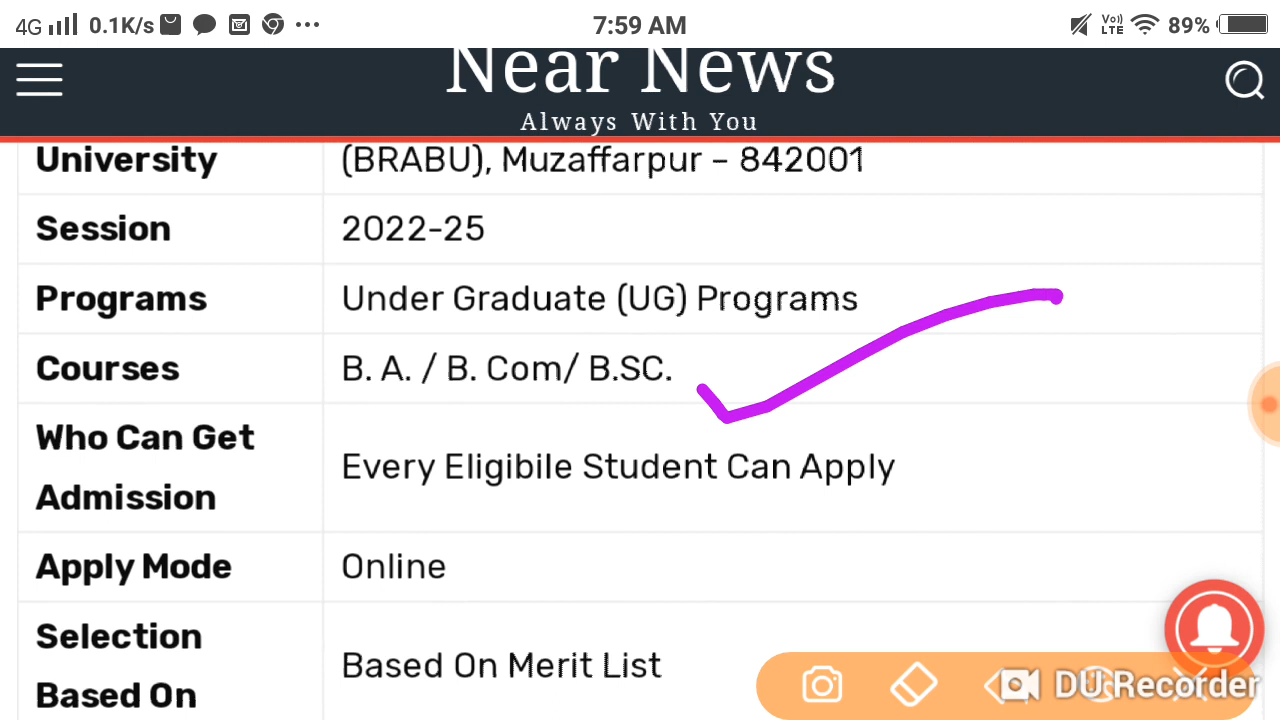 4G 0.1K/s 7:59 AM Vo)) LTE 89%
Near News
Always With You
University (BRABU), Muzaffarpur – 842001
Session 2022-25
Programs Under Graduate (UG) Programs
Courses B. A. / B. Com/ B.SC.
Who Can Get
Admission
Every Eligibile Student Can Apply
Apply Mode Online
Selection
Based On
Based On Merit List
DU Recorder